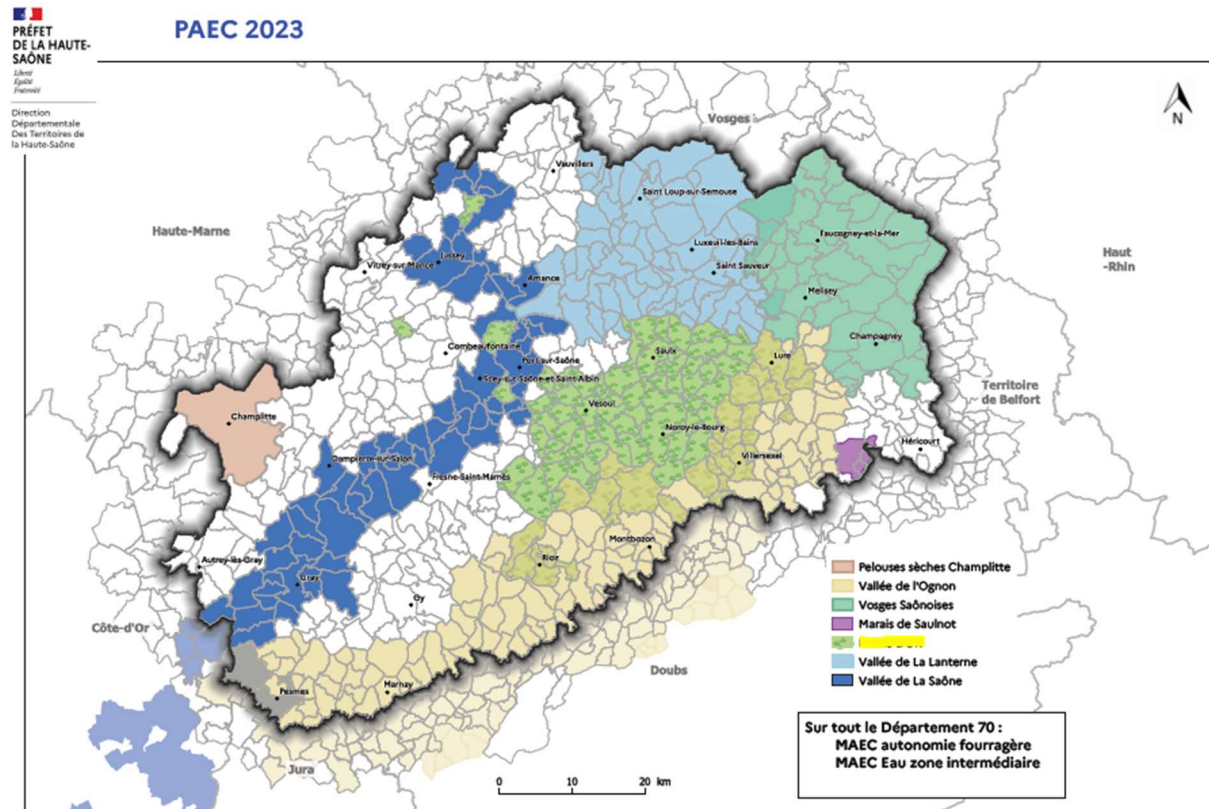 PRÉFET
DE LA HAUTE-
SAÔNE
Liberté
Égalité
Fraternité
Direction
Départementale
Des Territoires de
la Haute-Saône
PAEC 2023
N
Vosges
Haute-Marne
Haut
-Rhin
Territoire
de Belfort
Côte-d'Or
Doubs
Jura
Vauvillers
Saint Loup-sur-Semouse
Faucogney-et-la-Mer
Luxeuil-les-Bains
Saint Sauveur
Jussey
Vitrey-sur Mance
Amance
Melisey
Champagney
Combeaufontaine
Port sur-Saône
Scey-sur-Saône et Saint Albin
Saulx
Lure
Vesoul
Champlitte
Noroy-le-Bourg
Héricourt
Villersexel
Dampierre-sur-Salon
Fresne-Saint-Mamès
Autrey-lès-Gray
Montbozon
Rioz
Gray
Gy
Pesmes
Marnay
Pelouses sèches Champlitte
Vallée de l'Ognon
Vosges Saônoises
Marais de Saulnot
Vallée de La Lanterne
Vallée de La Saône
Sur tout le Département 70 :
MAEC autonomie fourragère
MAEC Eau zone intermédiaire
0 10 20 km